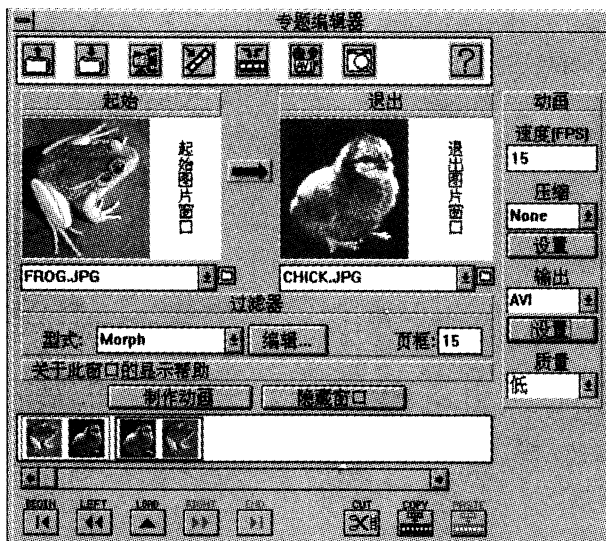 专题编辑器
?
起始
退出
起始图片窗口
退出图片窗口
FROG.JPG
CHICK.JPG
过滤器
型式: Morph 编辑... 页框: 15
关于此窗口的显示帮助
制作动画 隐藏窗口
动画
速度(FPS)
15
压缩
None
设置
输出
AVI
设置
质量
低
BEGIN LEFT LOAD RIGHT END CUT COPY PASTE